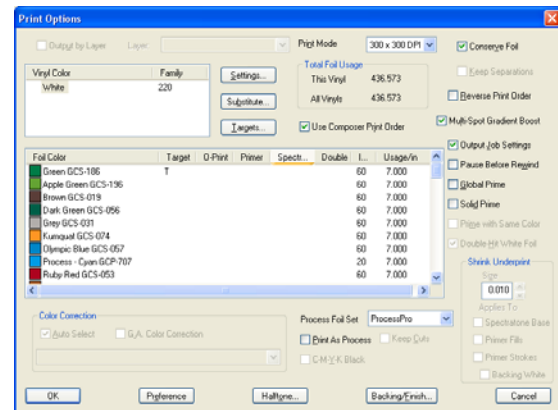 Print Options
Output by Layer Layer: Print Mode 300 x 300 DPI Conserve Foil
Vinyl Color Family
White 220
Settings...
Substitute...
Targets...
Total Foil Usage
This Vinyl 436.573
All Vinyls 436.573
Use Composer Print Order
Keep Separations
Reverse Print Order
Multi-Spot Gradient Boost
Output Job Settings
Pause Before Rewind
Global Prime
Solid Prime
Prime with Same Color
Double-Hit White Foil
Foil Color Target O-Print Primer Spectr... Double I... Usage/in
Green GCS-186 T 60 7.000
Apple Green GCS-196 60 7.000
Brown GCS-019 60 7.000
Dark Green GCS-056 60 7.000
Grey GCS-031 60 7.000
Kumquat GCS-074 60 7.000
Olympic Blue GCS-057 60 7.000
Process - Cyan GCP-707 20 7.000
Ruby Red GCS-053 60 7.000
Shrink Underprint
Size
0.010
Applies To
Spectratone Base
Primer Fills
Primer Strokes
Backing White
Color Correction
Auto Select G.A. Color Correction
Process Foil Set ProcessPro
Print As Process Keep Cuts
C-M-Y-K Black
OK Preference Halftone... Backing/Finish... Cancel